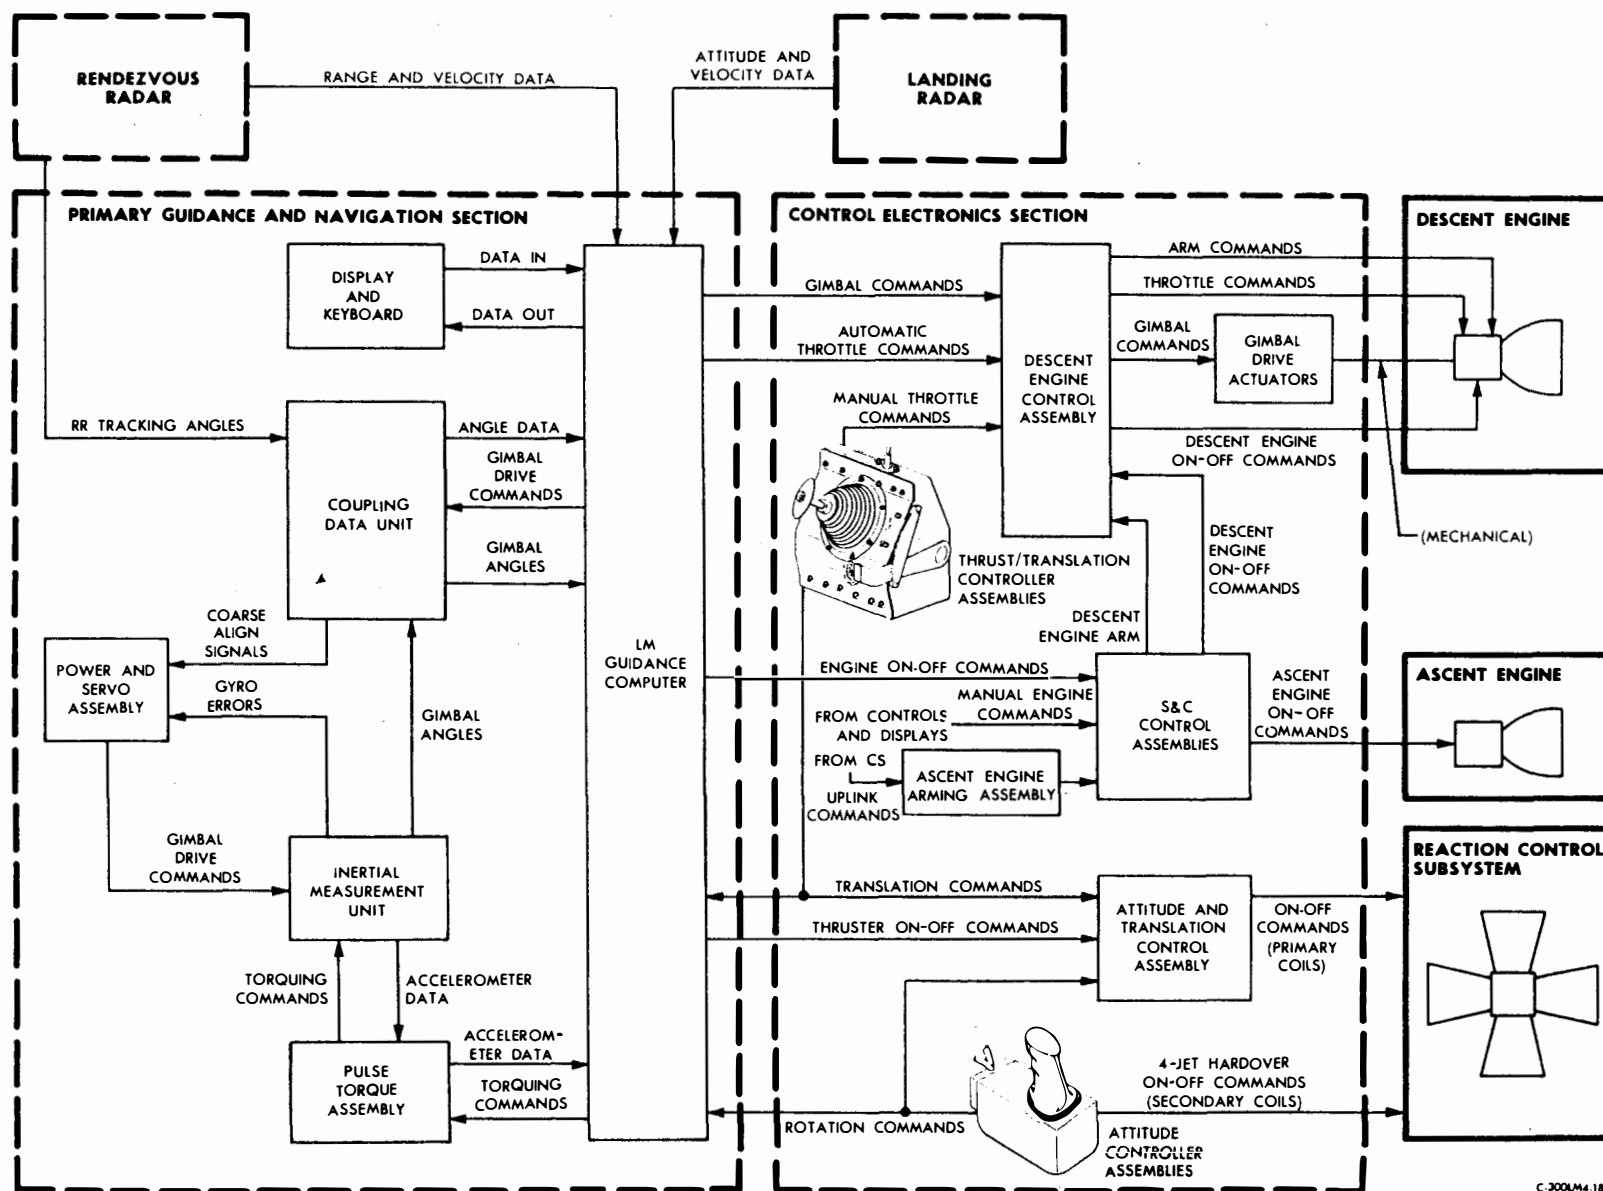 RENDEZVOUS
RADAR
RANGE AND VELOCITY DATA
ATTITUDE AND
VELOCITY DATA
LANDING
RADAR
PRIMARY GUIDANCE AND NAVIGATION SECTION
DISPLAY
AND
KEYBOARD
DATA IN
DATA OUT
RR TRACKING ANGLES
COUPLING
DATA UNIT
ANGLE DATA
GIMBAL
DRIVE
COMMANDS
GIMBAL
ANGLES
COARSE
ALIGN
SIGNALS
POWER AND
SERVO
ASSEMBLY
GYRO
ERRORS
GIMBAL
ANGLES
LM
GUIDANCE
COMPUTER
GIMBAL
DRIVE
COMMANDS
INERTIAL
MEASUREMENT
UNIT
TORQUING
COMMANDS
ACCELEROMETER
DATA
PULSE
TORQUE
ASSEMBLY
ACCELEROM-
ETER DATA
TORQUING
COMMANDS
CONTROL ELECTRONICS SECTION
GIMBAL COMMANDS
AUTOMATIC
THROTTLE COMMANDS
MANUAL THROTTLE
COMMANDS
DESCENT
ENGINE
CONTROL
ASSEMBLY
ARM COMMANDS
THROTTLE COMMANDS
GIMBAL
COMMANDS
GIMBAL
DRIVE
ACTUATORS
DESCENT ENGINE
ON-OFF COMMANDS
THRUST/TRANSLATION
CONTROLLER
ASSEMBLIES
DESCENT
ENGINE
ON-OFF
COMMANDS
DESCENT
ENGINE ARM
ENGINE ON-OFF COMMANDS
MANUAL ENGINE
COMMANDS
FROM CONTROLS
AND DISPLAYS
FROM CS
UPLINK
COMMANDS
ASCENT ENGINE
ARMING ASSEMBLY
S&C
CONTROL
ASSEMBLIES
ASCENT
ENGINE
ON-OFF
COMMANDS
TRANSLATION COMMANDS
THRUSTER ON-OFF COMMANDS
ATTITUDE AND
TRANSLATION
CONTROL
ASSEMBLY
ON-OFF
COMMANDS
(PRIMARY
COILS)
4-JET HARDOVER
ON-OFF COMMANDS
(SECONDARY COILS)
ROTATION COMMANDS
ATTITUDE
CONTROLLER
ASSEMBLIES
DESCENT ENGINE
(MECHANICAL)
ASCENT ENGINE
REACTION CONTROL
SUBSYSTEM
C-300LM4-18